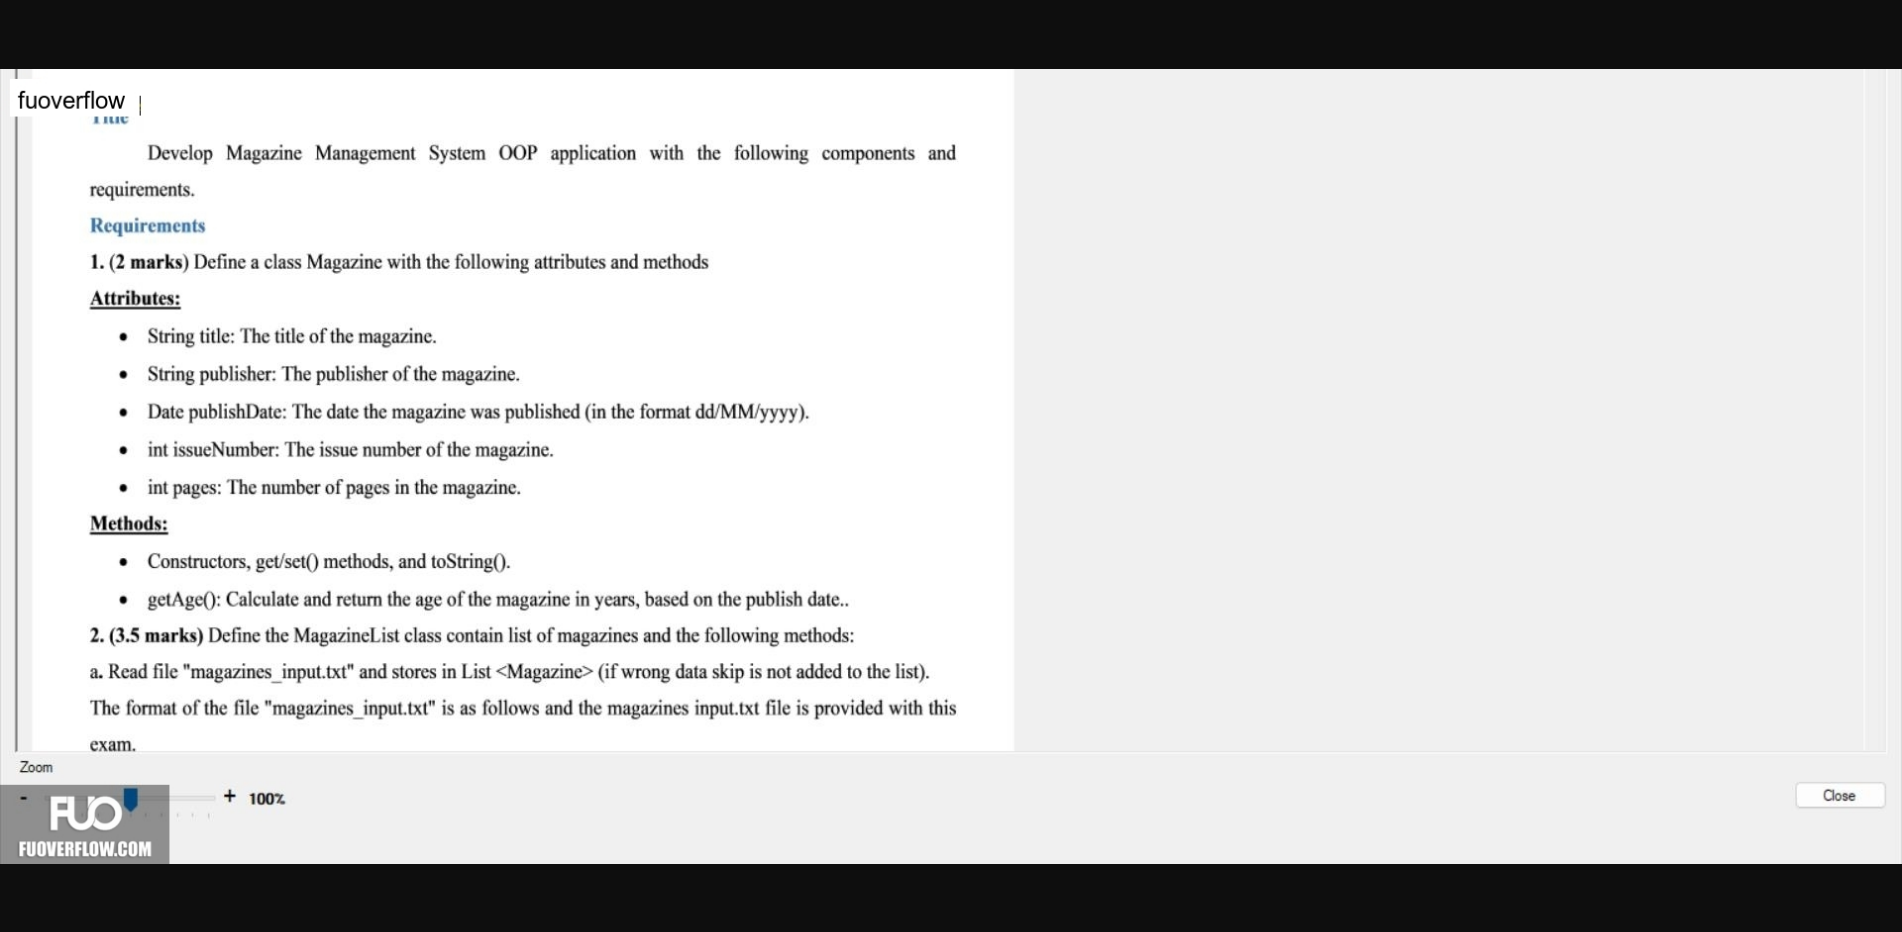 fuoverflow
Title
Develop Magazine Management System OOP application with the following components and
requirements.
Requirements
1. (2 marks) Define a class Magazine with the following attributes and methods
Attributes:
• String title: The title of the magazine.
• String publisher: The publisher of the magazine.
• Date publishDate: The date the magazine was published (in the format dd/MM/yyyy).
• int issueNumber: The issue number of the magazine.
• int pages: The number of pages in the magazine.
Methods:
• Constructors, get/set() methods, and toString().
• getAge(): Calculate and return the age of the magazine in years, based on the publish date..
2. (3.5 marks) Define the MagazineList class contain list of magazines and the following methods:
a. Read file "magazines_input.txt" and stores in List <Magazine> (if wrong data skip is not added to the list).
The format of the file "magazines_input.txt" is as follows and the magazines input.txt file is provided with this
exam.
Zoom
- + 100%
Close
FUO
FUOVERFLOW.COM